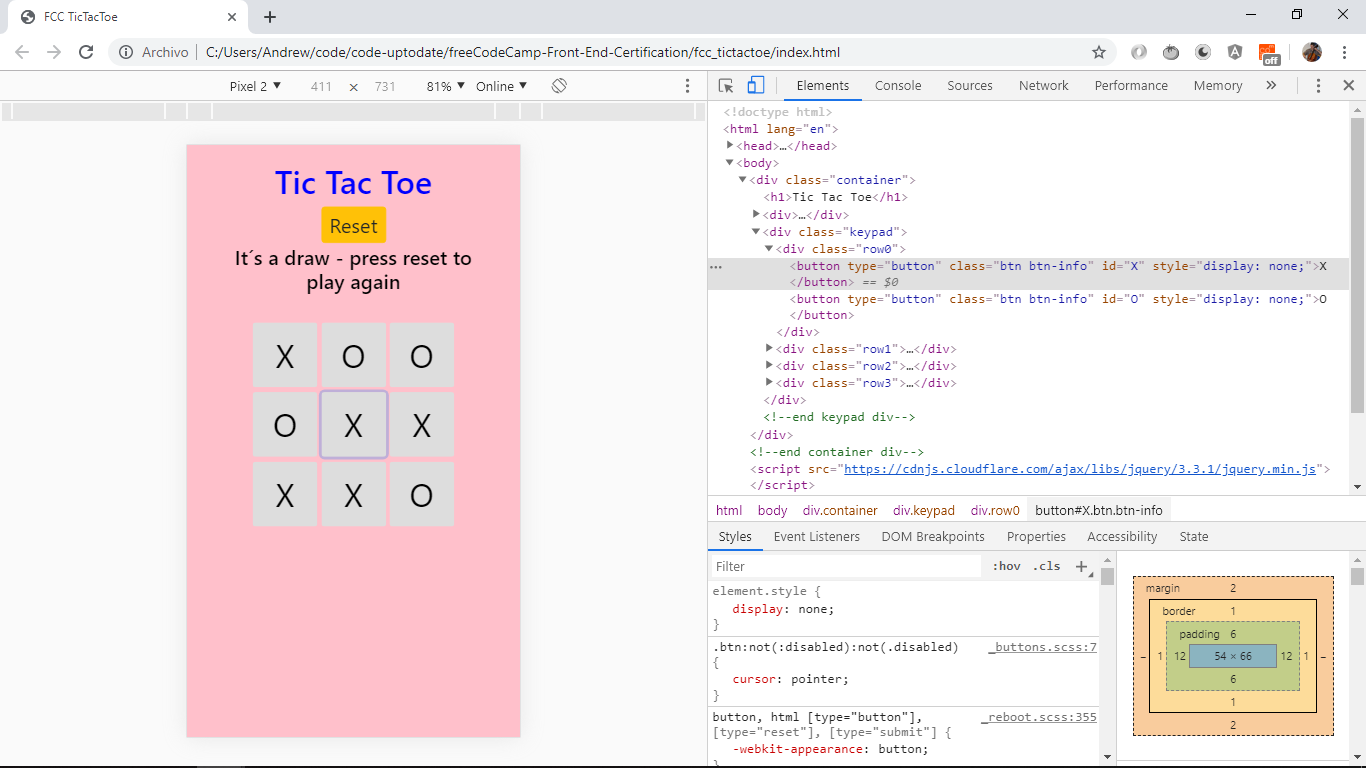 FCC TicTacToe
Archivo
C:/Users/Andrew/code/code-uptodate/freeCodeCamp-Front-End-Certification/fcc_tictactoe/index.html
off
Pixel 2 ▼ 411 × 731 81% ▼ Online ▼
Tic Tac Toe
Reset
It´s a draw - press reset to
play again
X O O
O X X
X X O
Elements Console Sources Network Performance Memory »
<!doctype html>
<html lang="en">
<head>…</head>
<body>
<div class="container">
<h1>Tic Tac Toe</h1>
<div>…</div>
<div class="keypad">
<div class="row0">
<button type="button" class="btn btn-info" id="X" style="display: none;">X
</button> == $0
<button type="button" class="btn btn-info" id="O" style="display: none;">O
</button>
</div>
<div class="row1">…</div>
<div class="row2">…</div>
<div class="row3">…</div>
</div>
<!--end keypad div-->
</div>
<!--end container div-->
<script src="https://cdnjs.cloudflare.com/ajax/libs/jquery/3.3.1/jquery.min.js">
</script>
html body div.container div.keypad div.row0 button#X.btn.btn-info
Styles Event Listeners DOM Breakpoints Properties Accessibility State
Filter :hov .cls +
element.style {
display: none;
}
.btn:not(:disabled):not(.disabled) _buttons.scss:7
{
cursor: pointer;
}
button, html [type="button"], _reboot.scss:355
[type="reset"], [type="submit"] {
-webkit-appearance: button;
}
margin 2
border 1
padding 6
– 1 12 54 × 66 12 1 –
6
1
2